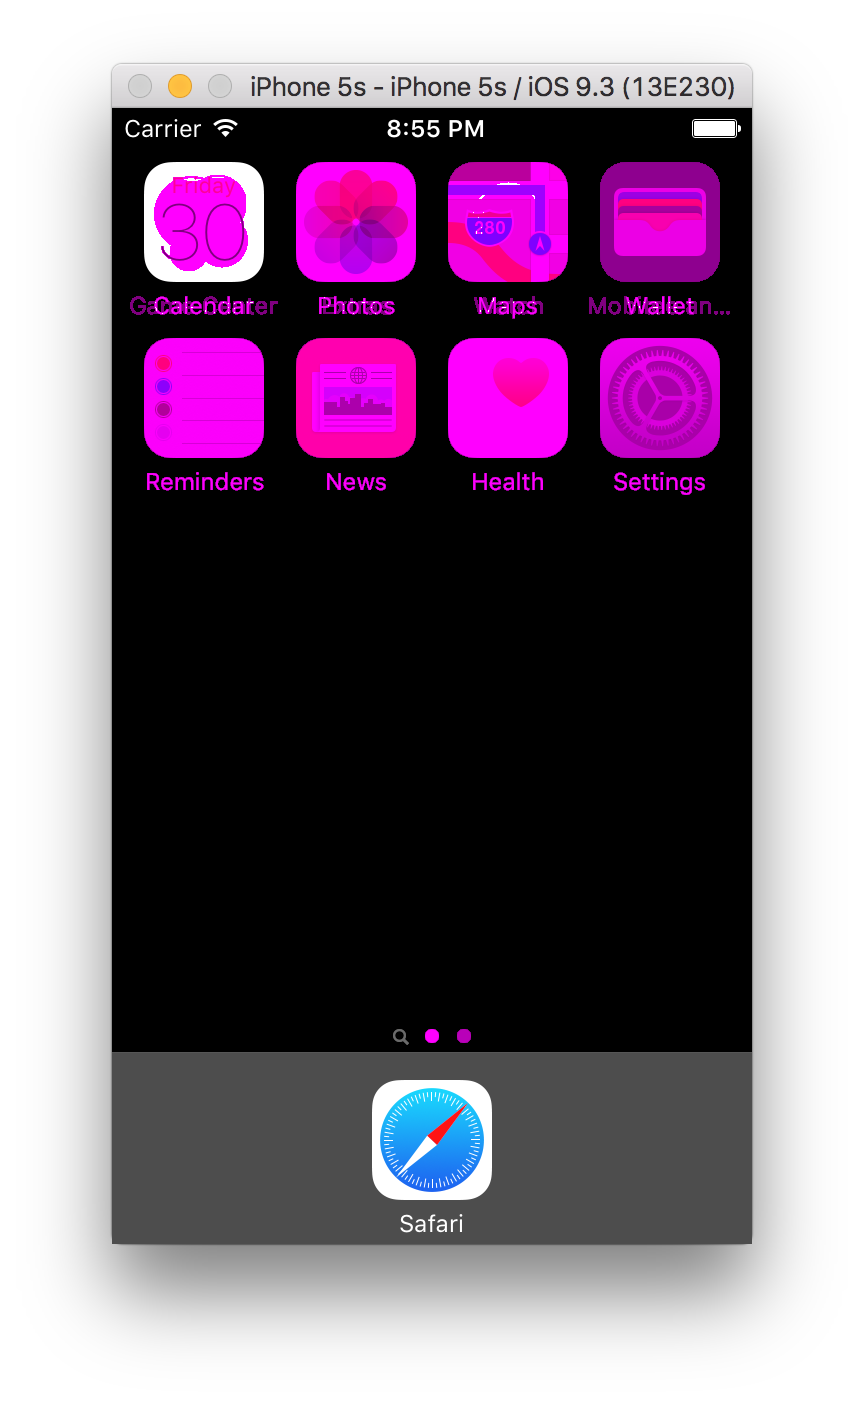 iPhone 5s - iPhone 5s / iOS 9.3 (13E230)
Carrier 8:55 PM
Friday
30
280
Calendar Photos Maps Wallet
Reminders News Health Settings
Safari